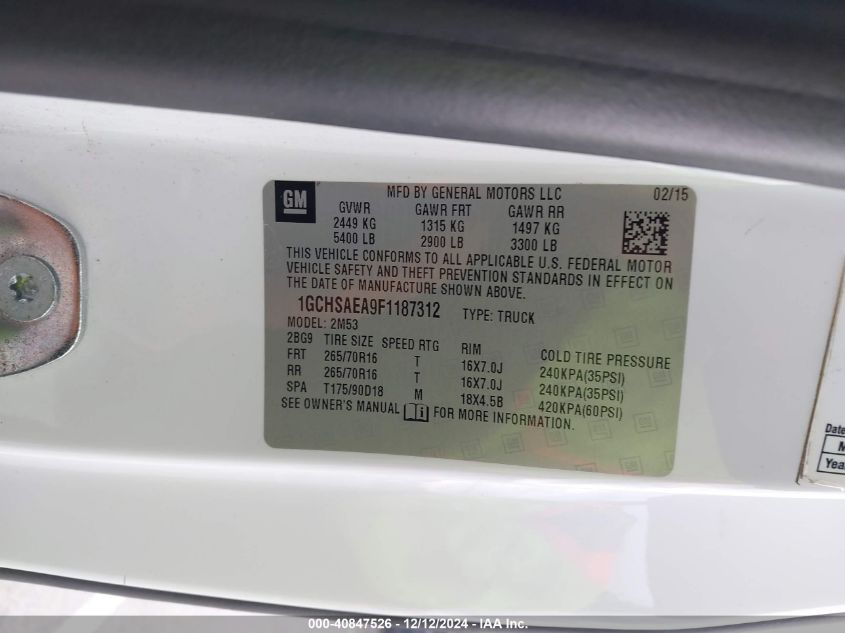 GM
MFD BY GENERAL MOTORS LLC 02/15
GVWR GAWR FRT GAWR RR
2449 KG 1315 KG 1497 KG
5400 LB 2900 LB 3300 LB
THIS VEHICLE CONFORMS TO ALL APPLICABLE U.S. FEDERAL MOTOR
VEHICLE SAFETY AND THEFT PREVENTION STANDARDS IN EFFECT ON
THE DATE OF MANUFACTURE SHOWN ABOVE.
1GCHSAEA9F1187312 TYPE: TRUCK
MODEL: 2M53
2BG9 TIRE SIZE SPEED RTG RIM COLD TIRE PRESSURE
FRT 265/70R16 T 16X7.0J 240KPA(35PSI)
RR 265/70R16 T 16X7.0J 240KPA(35PSI)
SPA T175/90D18 M 18X4.5B 420KPA(60PSI)
SEE OWNER'S MANUAL i FOR MORE INFORMATION.
Date
M
Yea
000-40847526 - 12/12/2024 - IAA Inc.